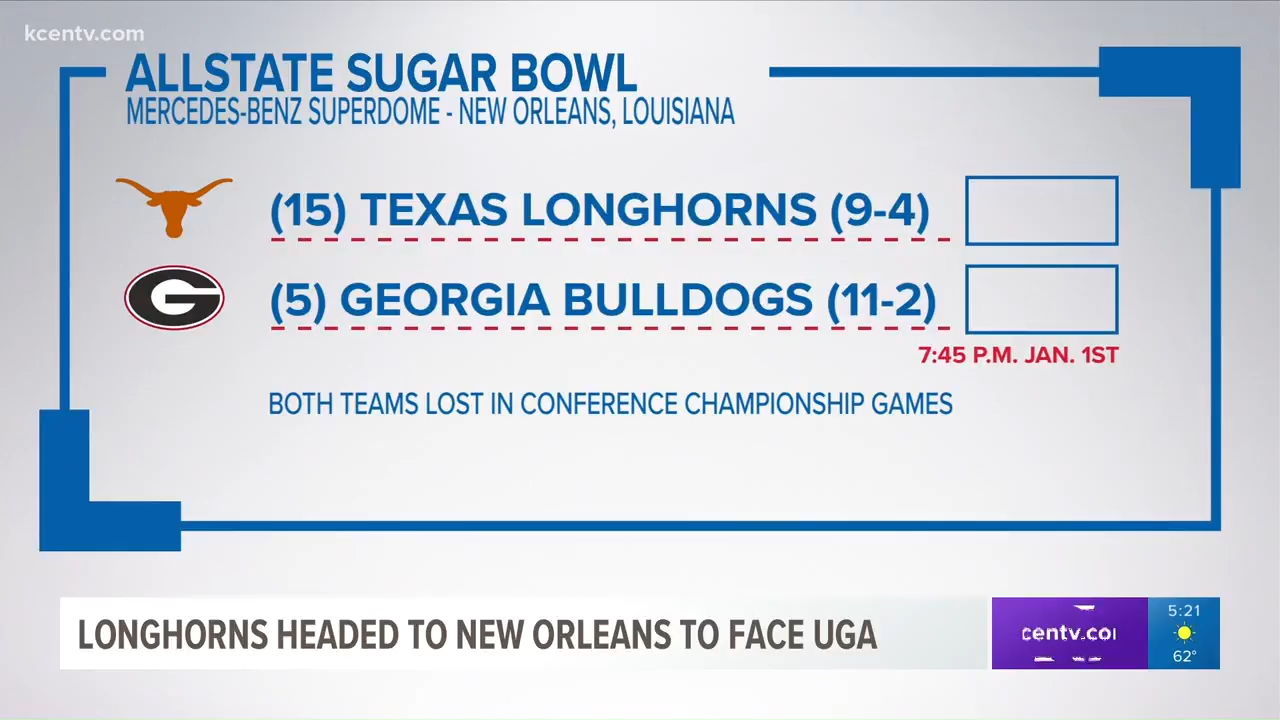 kcentv.com
ALLSTATE SUGAR BOWL
MERCEDES-BENZ SUPERDOME - NEW ORLEANS, LOUISIANA
(15) TEXAS LONGHORNS (9-4)
G
(5) GEORGIA BULLDOGS (11-2)
7:45 P.M. JAN. 1ST
BOTH TEAMS LOST IN CONFERENCE CHAMPIONSHIP GAMES
LONGHORNS HEADED TO NEW ORLEANS TO FACE UGA
5:21
62°